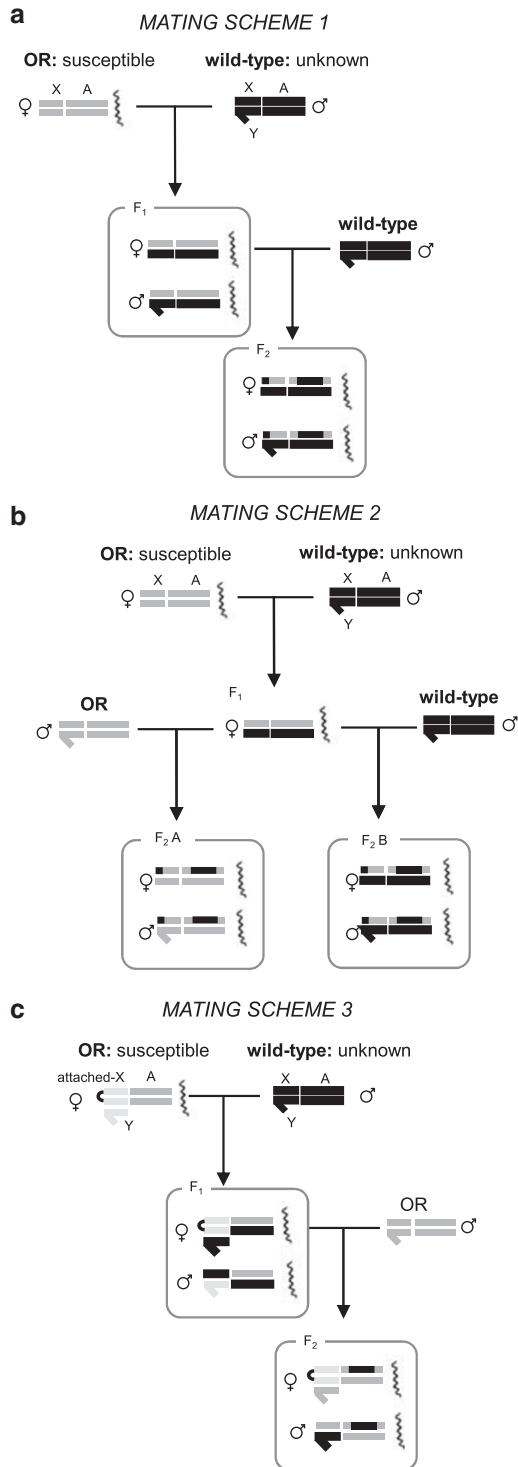 a
MATING SCHEME 1
OR: susceptible wild-type: unknown
♀ X A X A ♂
Y
F1
♀ wild-type
♂
♂
F2
♀
♂
b
MATING SCHEME 2
OR: susceptible wild-type: unknown
X A X A
♀ ♂
Y
F1
OR wild-type
♂ ♀ ♂
F2 A F2 B
♀ ♀
♂ ♂
c
MATING SCHEME 3
OR: susceptible wild-type: unknown
attached-X A X A
♀ ♂
Y Y
F1
OR
♀ ♂
♂
F2
♀
♂